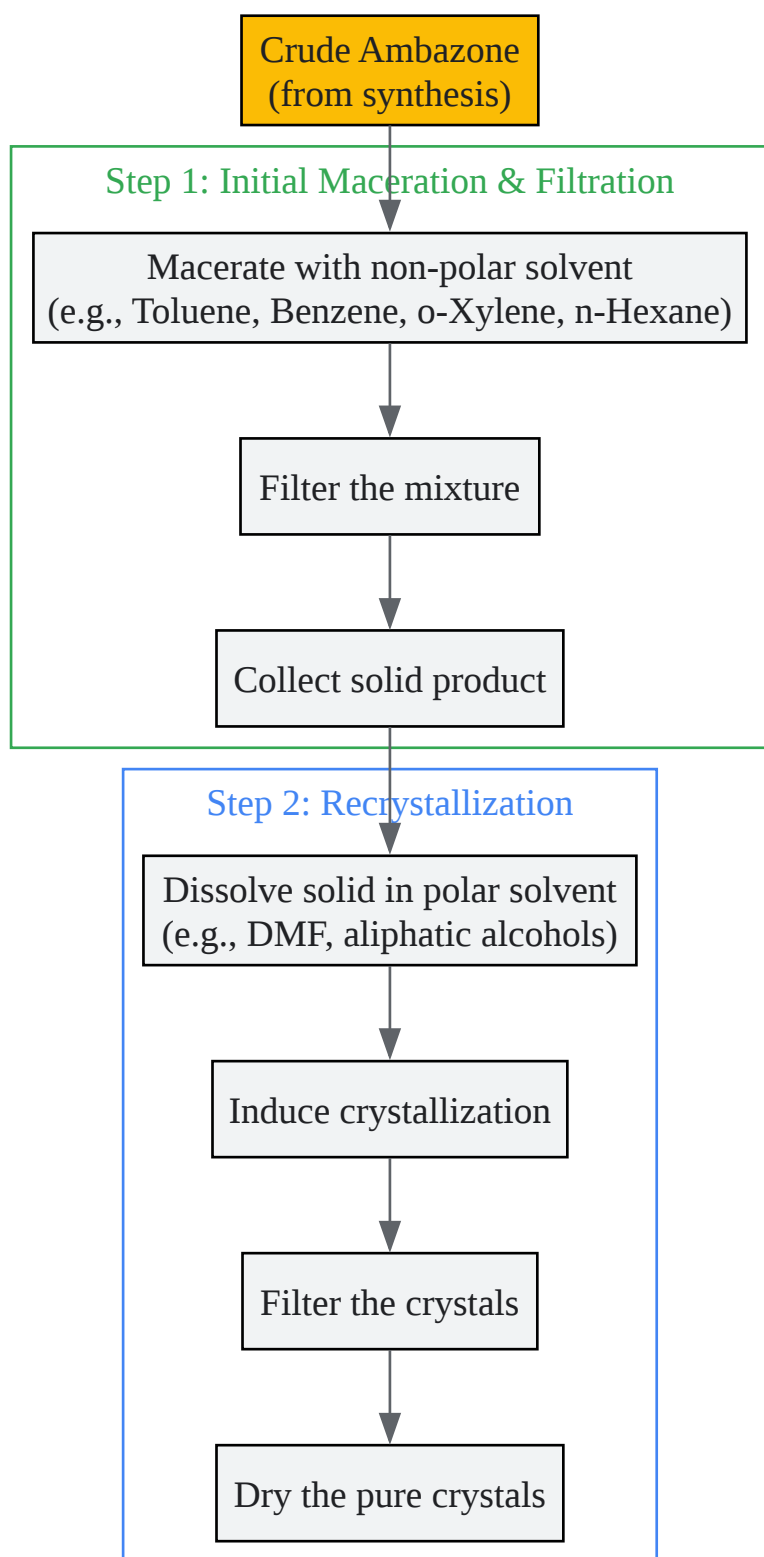 Crude Ambazone
(from synthesis)
Step 1: Initial Maceration & Filtration
Macerate with non-polar solvent
(e.g., Toluene, Benzene, o-Xylene, n-Hexane)
Filter the mixture
Collect solid product
Step 2: Recrystallization
Dissolve solid in polar solvent
(e.g., DMF, aliphatic alcohols)
Induce crystallization
Filter the crystals
Dry the pure crystals